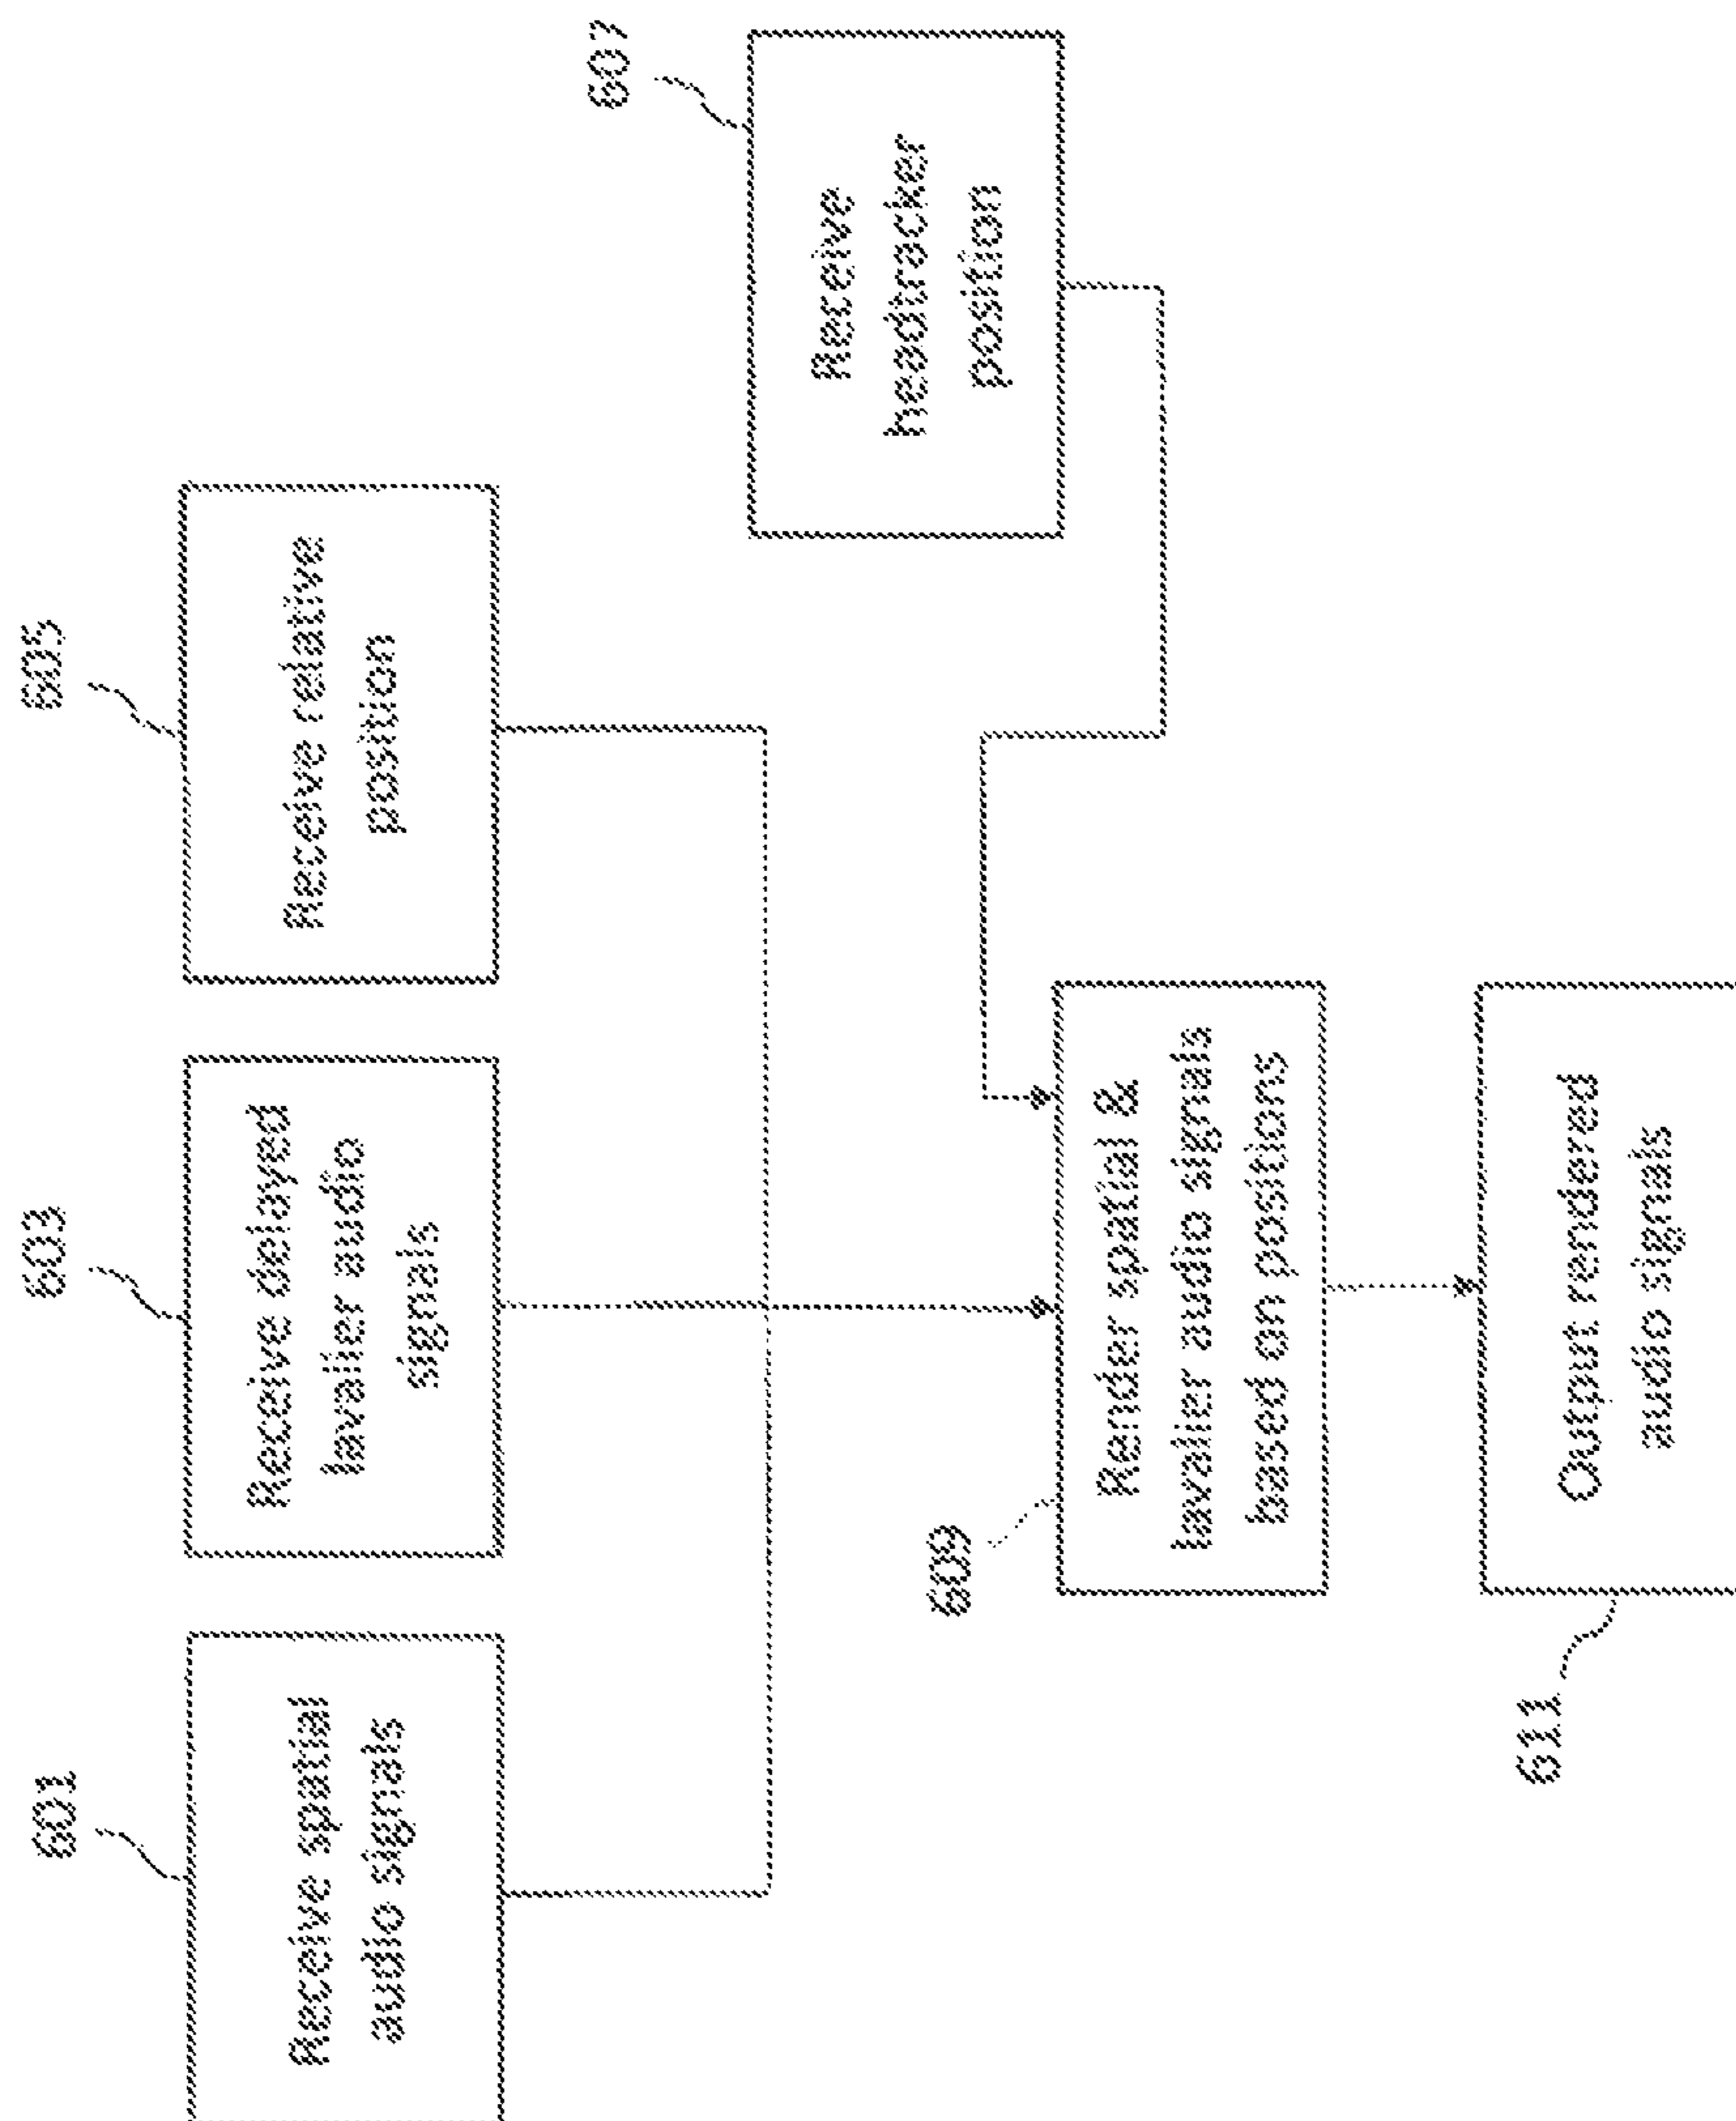 601
Receive spatial
audio signals
603
Receive delayed
lavalier audio
signals
605
Receive relative
position
607
Receive
headtracker
position
609
Render spatial &
lavalier audio signals
based on positions
611
Output rendered
audio signals